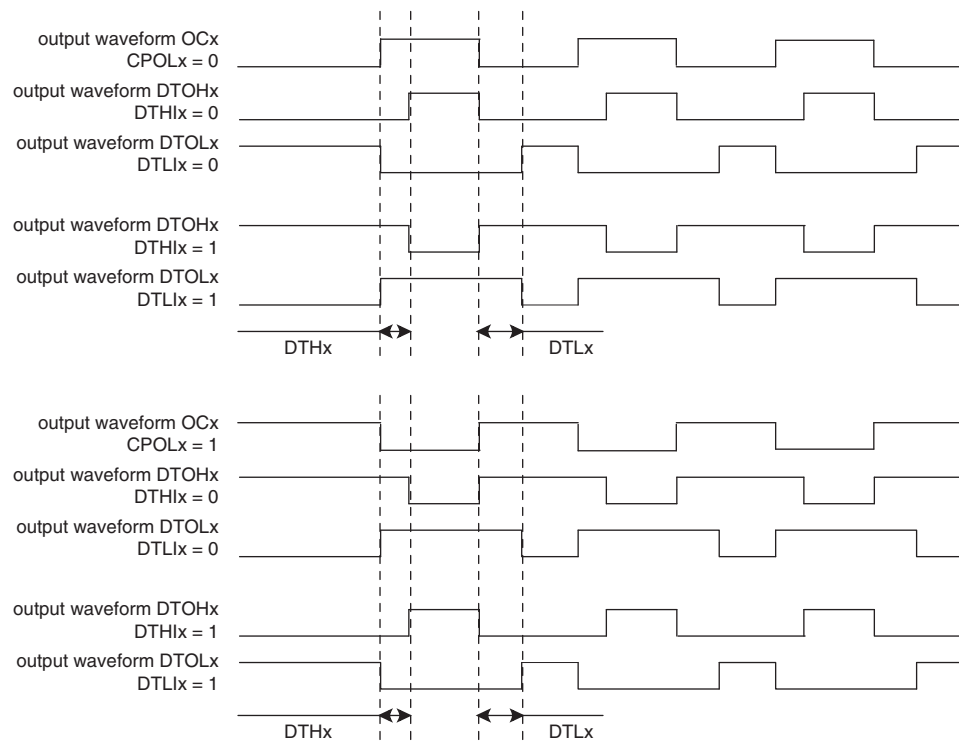 output waveform OCx
CPOLx = 0
output waveform DTOHx
DTHIx = 0
output waveform DTOLx
DTLIx = 0
output waveform DTOHx
DTHIx = 1
output waveform DTOLx
DTLIx = 1
DTHx
DTLx
output waveform OCx
CPOLx = 1
output waveform DTOHx
DTHIx = 0
output waveform DTOLx
DTLIx = 0
output waveform DTOHx
DTHIx = 1
output waveform DTOLx
DTLIx = 1
DTHx
DTLx